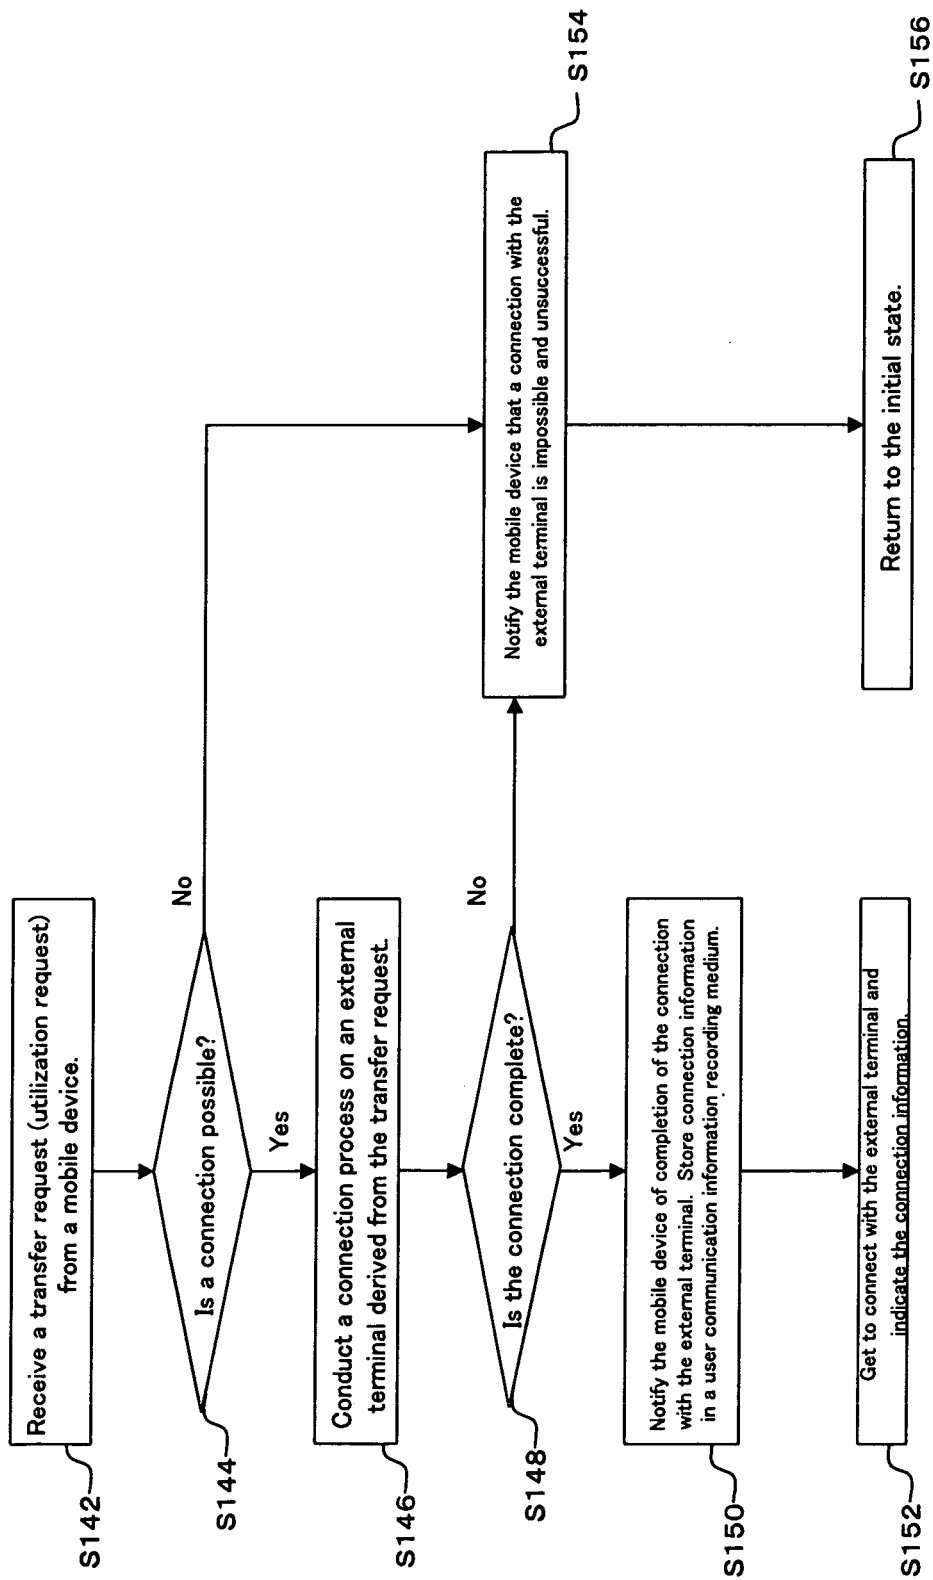 S142
Receive a transfer request (utilization request)
from a mobile device.
S144
Is a connection possible?
No
Yes
S146
Conduct a connection process on an external
terminal derived from the transfer request.
S148
Is the connection complete?
No
Yes
S150
Notify the mobile device of completion of the connection
with the external terminal. Store connection information
in a user communication information recording medium.
S152
Get to connect with the external terminal and
indicate the connection information.
S154
Notify the mobile device that a connection with the
external terminal is impossible and unsuccessful.
S156
Return to the initial state.